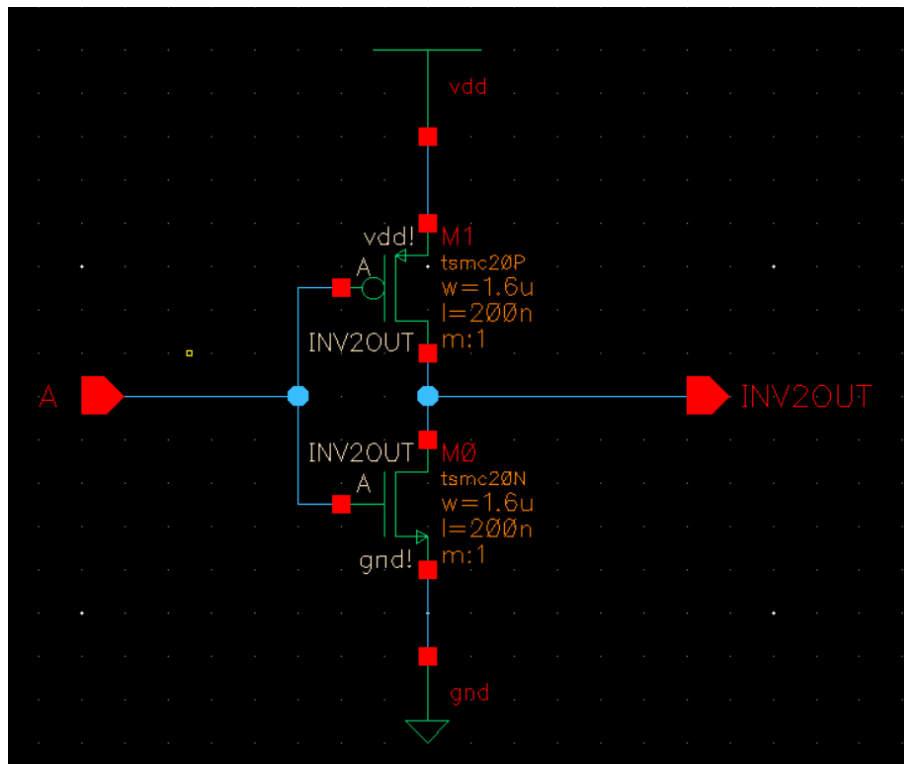 vdd
vdd! M1
A tsmc20P
w=1.6u
l=200n
INV2OUT m:1
A INV2OUT
INV2OUT M0
A tsmc20N
w=1.6u
l=200n
gnd! m:1
gnd